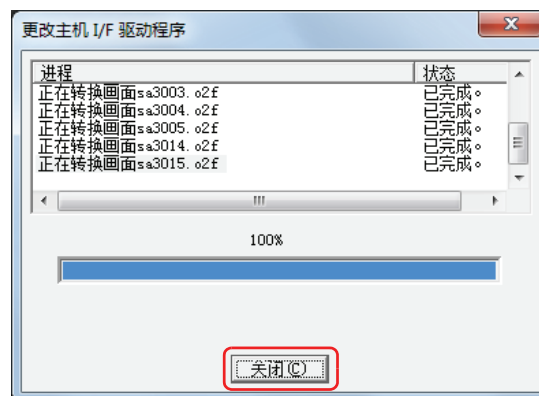 更改主机 I/F 驱动程序
进程 状态
正在转换画面sa3003.o2f 已完成。
正在转换画面sa3004.o2f 已完成。
正在转换画面sa3005.o2f 已完成。
正在转换画面sa3014.o2f 已完成。
正在转换画面sa3015.o2f 已完成。
100%
关闭(C)